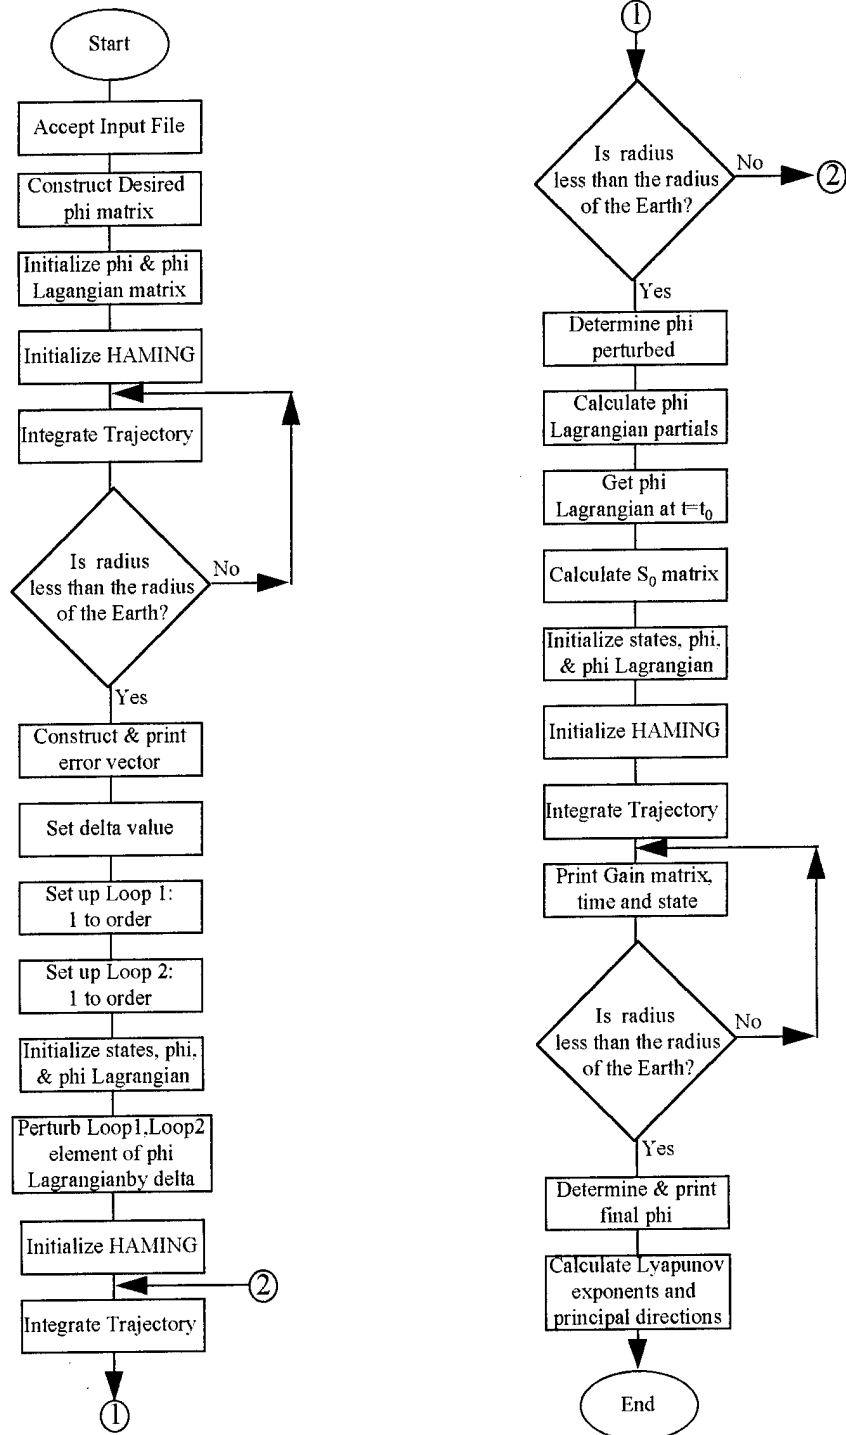 Start
Accept Input File
Construct Desired
phi matrix
Initialize phi & phi
Lagangian matrix
Initialize HAMING
Integrate Trajectory
Is radius
less than the radius
of the Earth?
No
Yes
Construct & print
error vector
Set delta value
Set up Loop 1:
1 to order
Set up Loop 2:
1 to order
Initialize states, phi,
& phi Lagrangian
Perturb Loop1,Loop2
element of phi
Lagrangianby delta
Initialize HAMING
2
Integrate Trajectory
1
1
Is radius
less than the radius
of the Earth?
No
2
Yes
Determine phi
perturbed
Calculate phi
Lagrangian partials
Get phi
Lagrangian at t=t₀
Calculate S₀ matrix
Initialize states, phi,
& phi Lagrangian
Initialize HAMING
Integrate Trajectory
Print Gain matrix,
time and state
Is radius
less than the radius
of the Earth?
No
Yes
Determine & print
final phi
Calculate Lyapunov
exponents and
principal directions
End